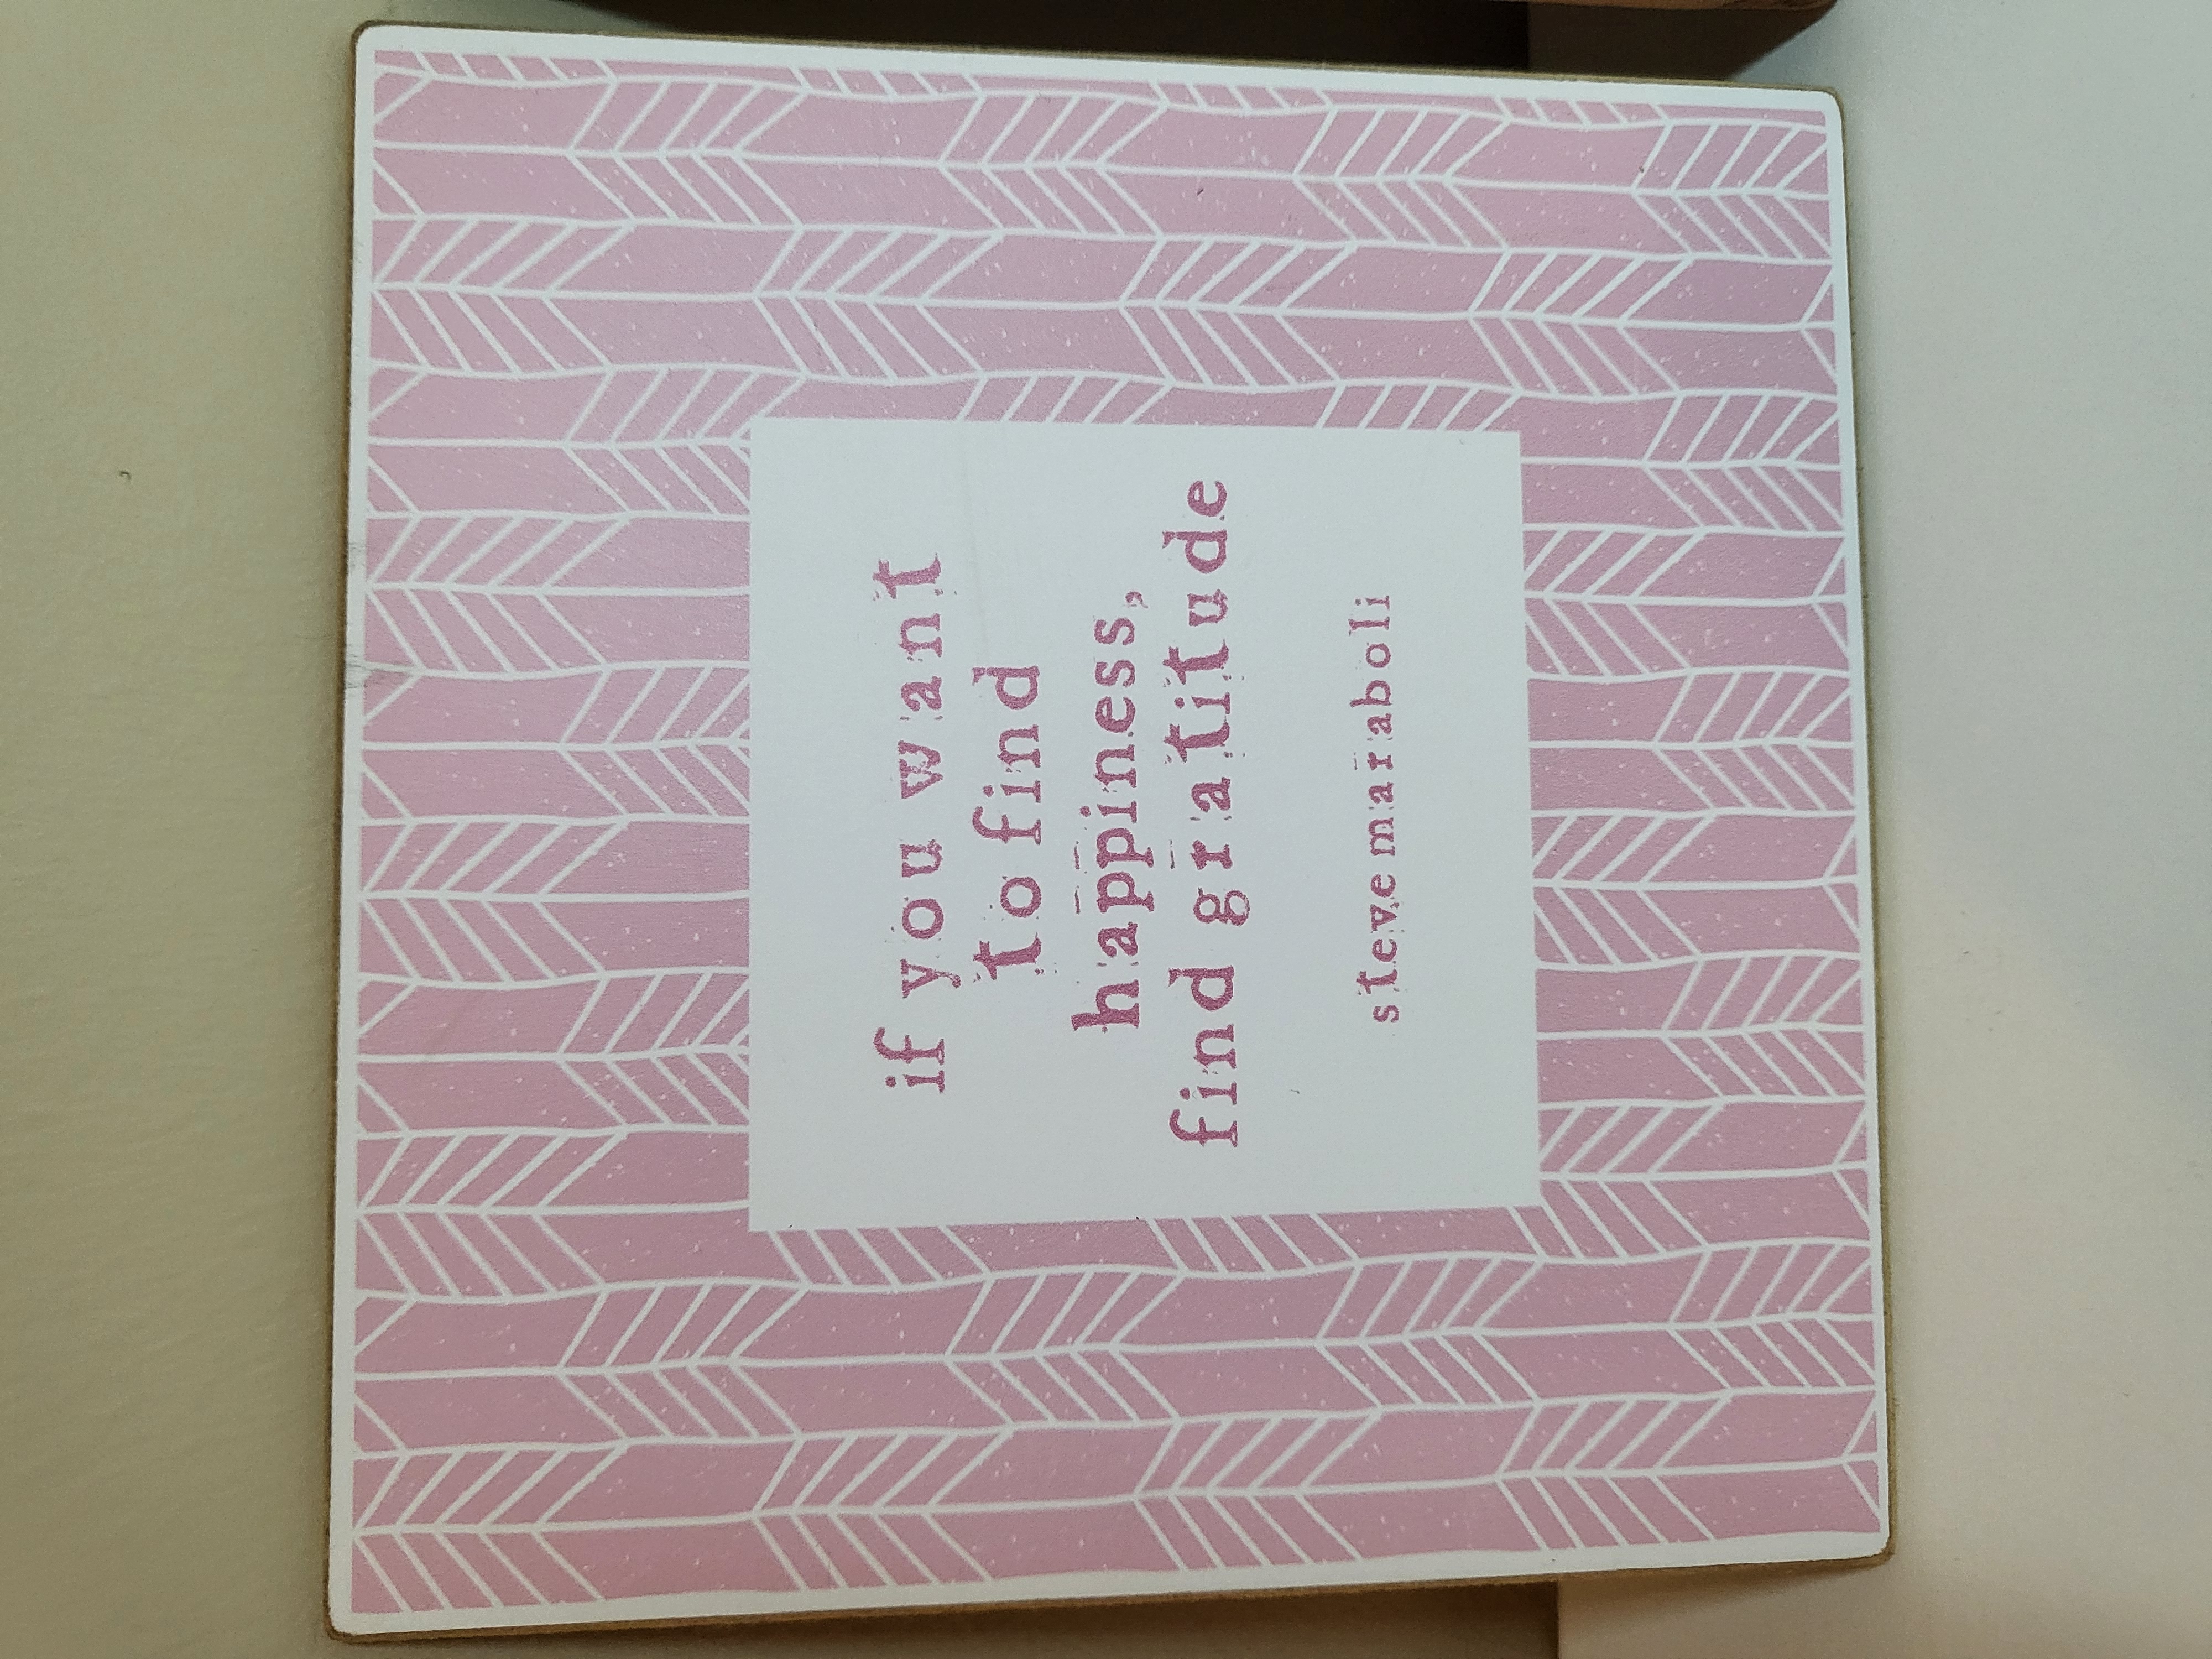 if you want
to find
happiness,
find gratitude
steve maraboli